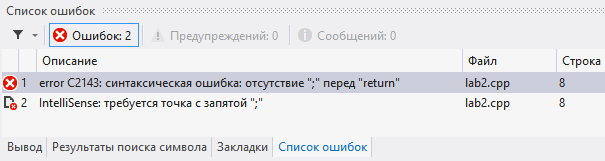 Список ошибок
Ошибок: 2 Предупреждений: 0 Сообщений: 0
Описание Файл Строка
1 error C2143: синтаксическая ошибка: отсутствие ";" перед "return" lab2.cpp 8
2 IntelliSense: требуется точка с запятой ";" lab2.cpp 8
Вывод Результаты поиска символа Закладки Список ошибок